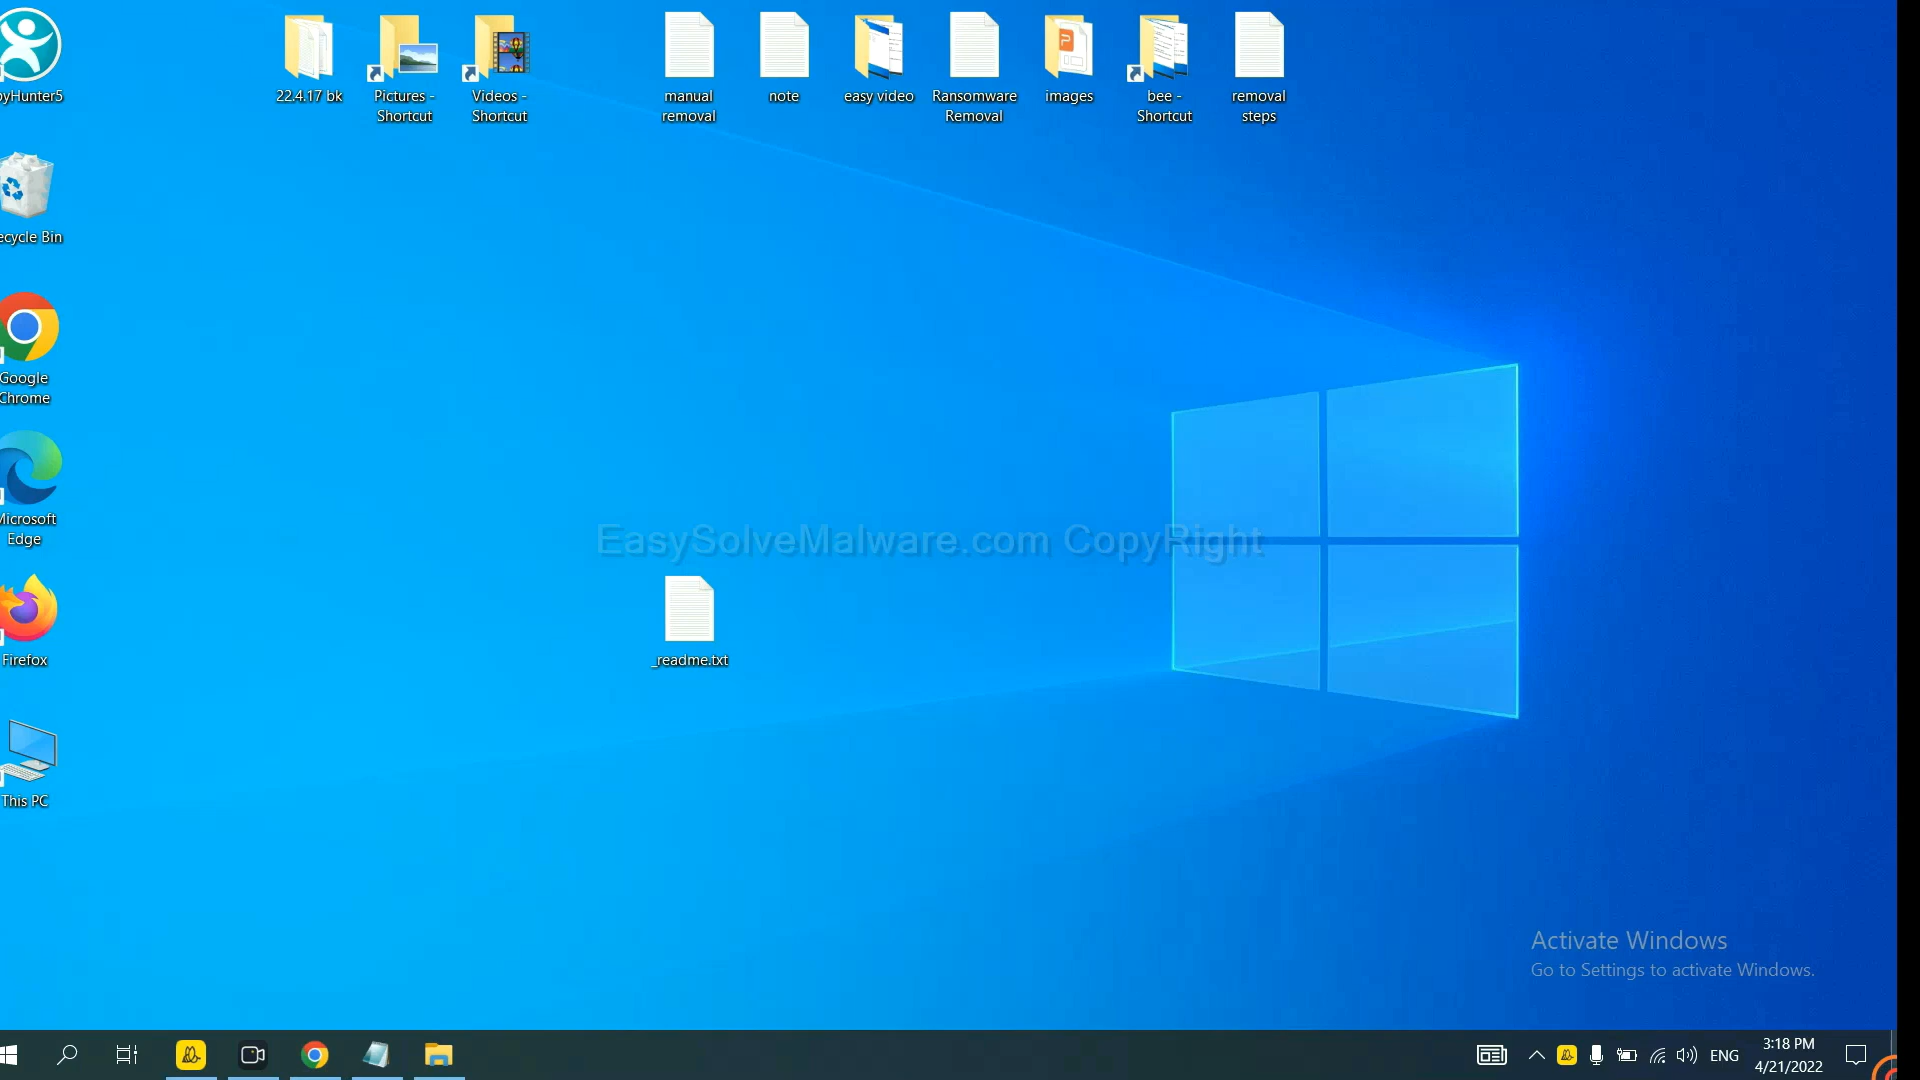 22.4.17 bk
Pictures -
Shortcut
Videos -
Shortcut
manual
removal
note
easy video
Ransomware
Removal
images
bee -
Shortcut
removal
steps
yHunter5
ecycle Bin
Google
Chrome
Microsoft
Edge
Firefox
This PC
EasySolveMalware.com CopyRight
_readme.txt
Activate Windows
Go to Settings to activate Windows.
ENG
3:18 PM
4/21/2022